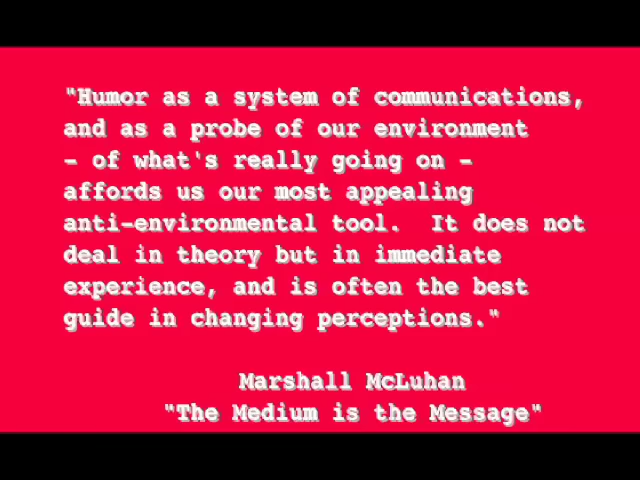 "Humor as a system of communications,
and as a probe of our environment
- of what's really going on -
affords us our most appealing
anti-environmental tool.  It does not
deal in theory but in immediate
experience, and is often the best
guide in changing perceptions."
Marshall McLuhan
"The Medium is the Message"